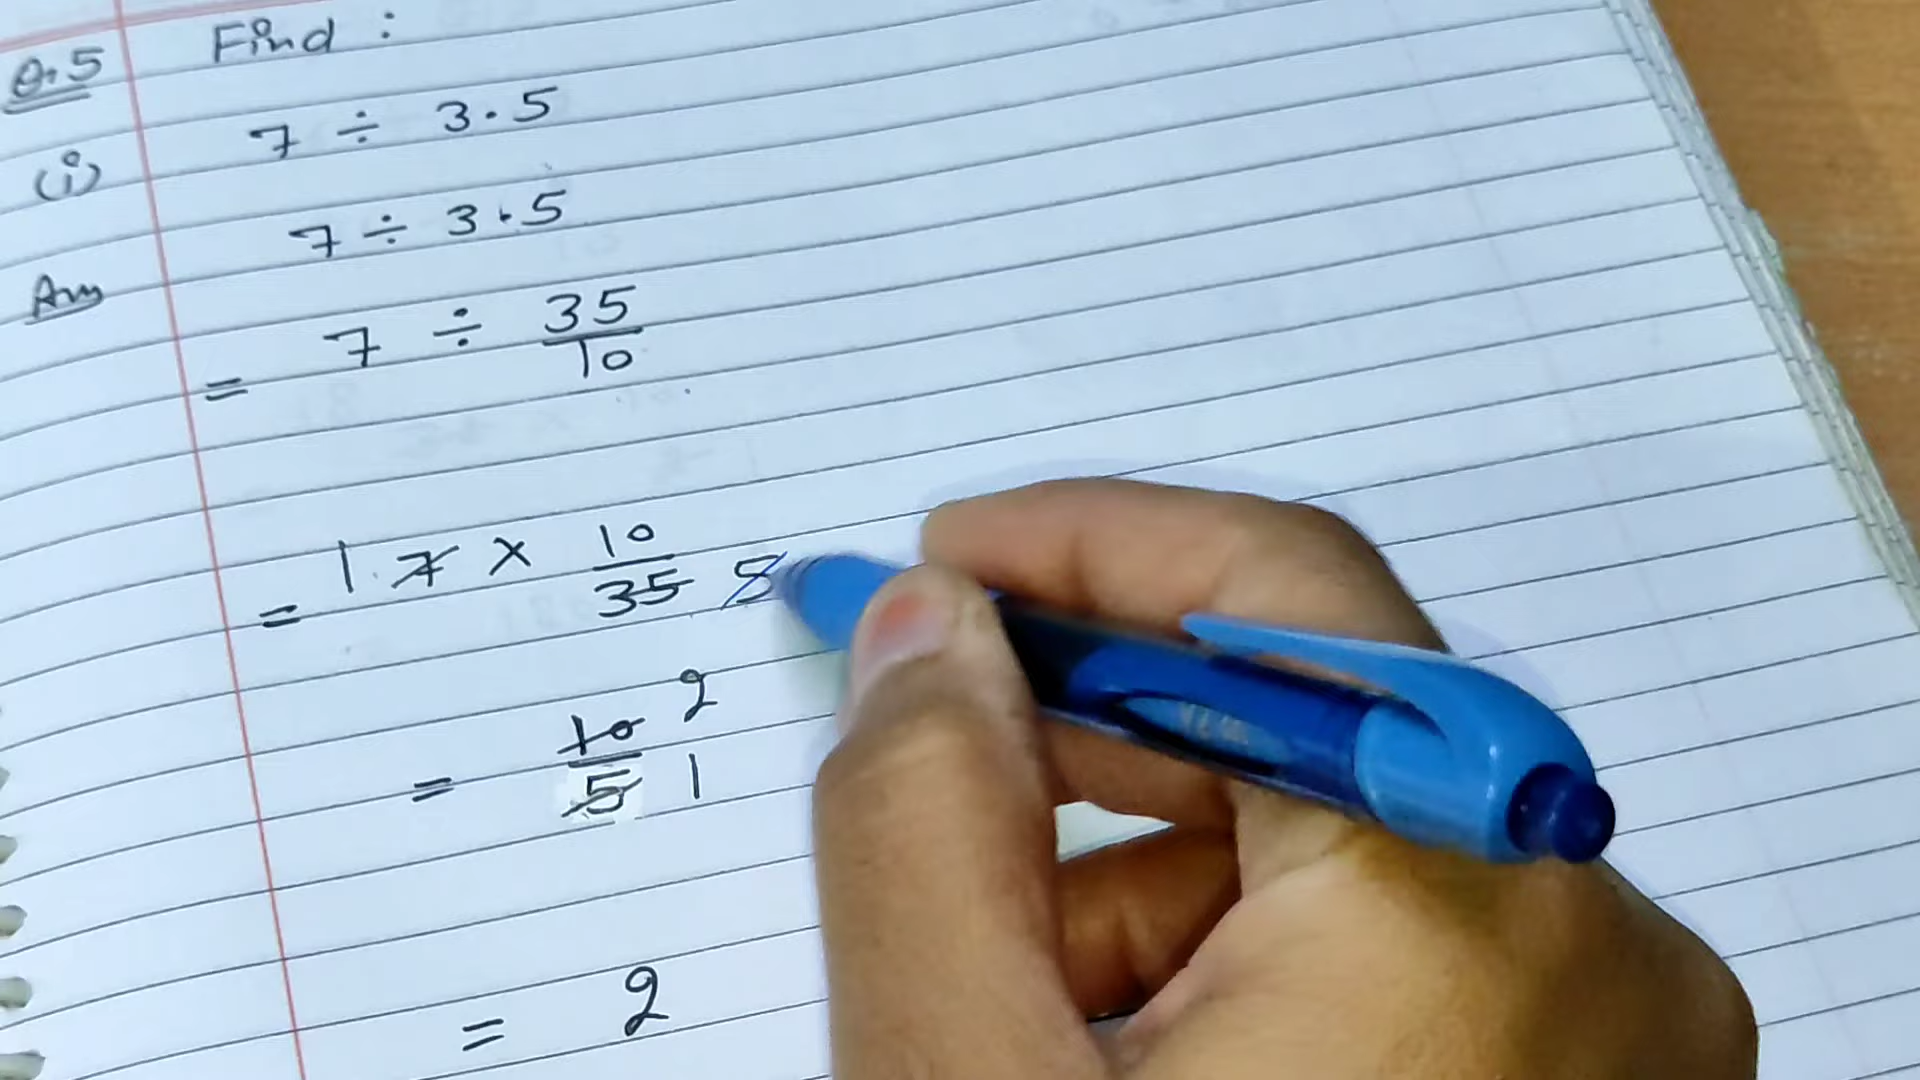 Q.5 Find :
(i) 7 ÷ 3.5
Ans 7 ÷ 3.5
= 7 ÷ 35/10
= 1 7 × 10/35 5
= 10/5 2 1
= 2